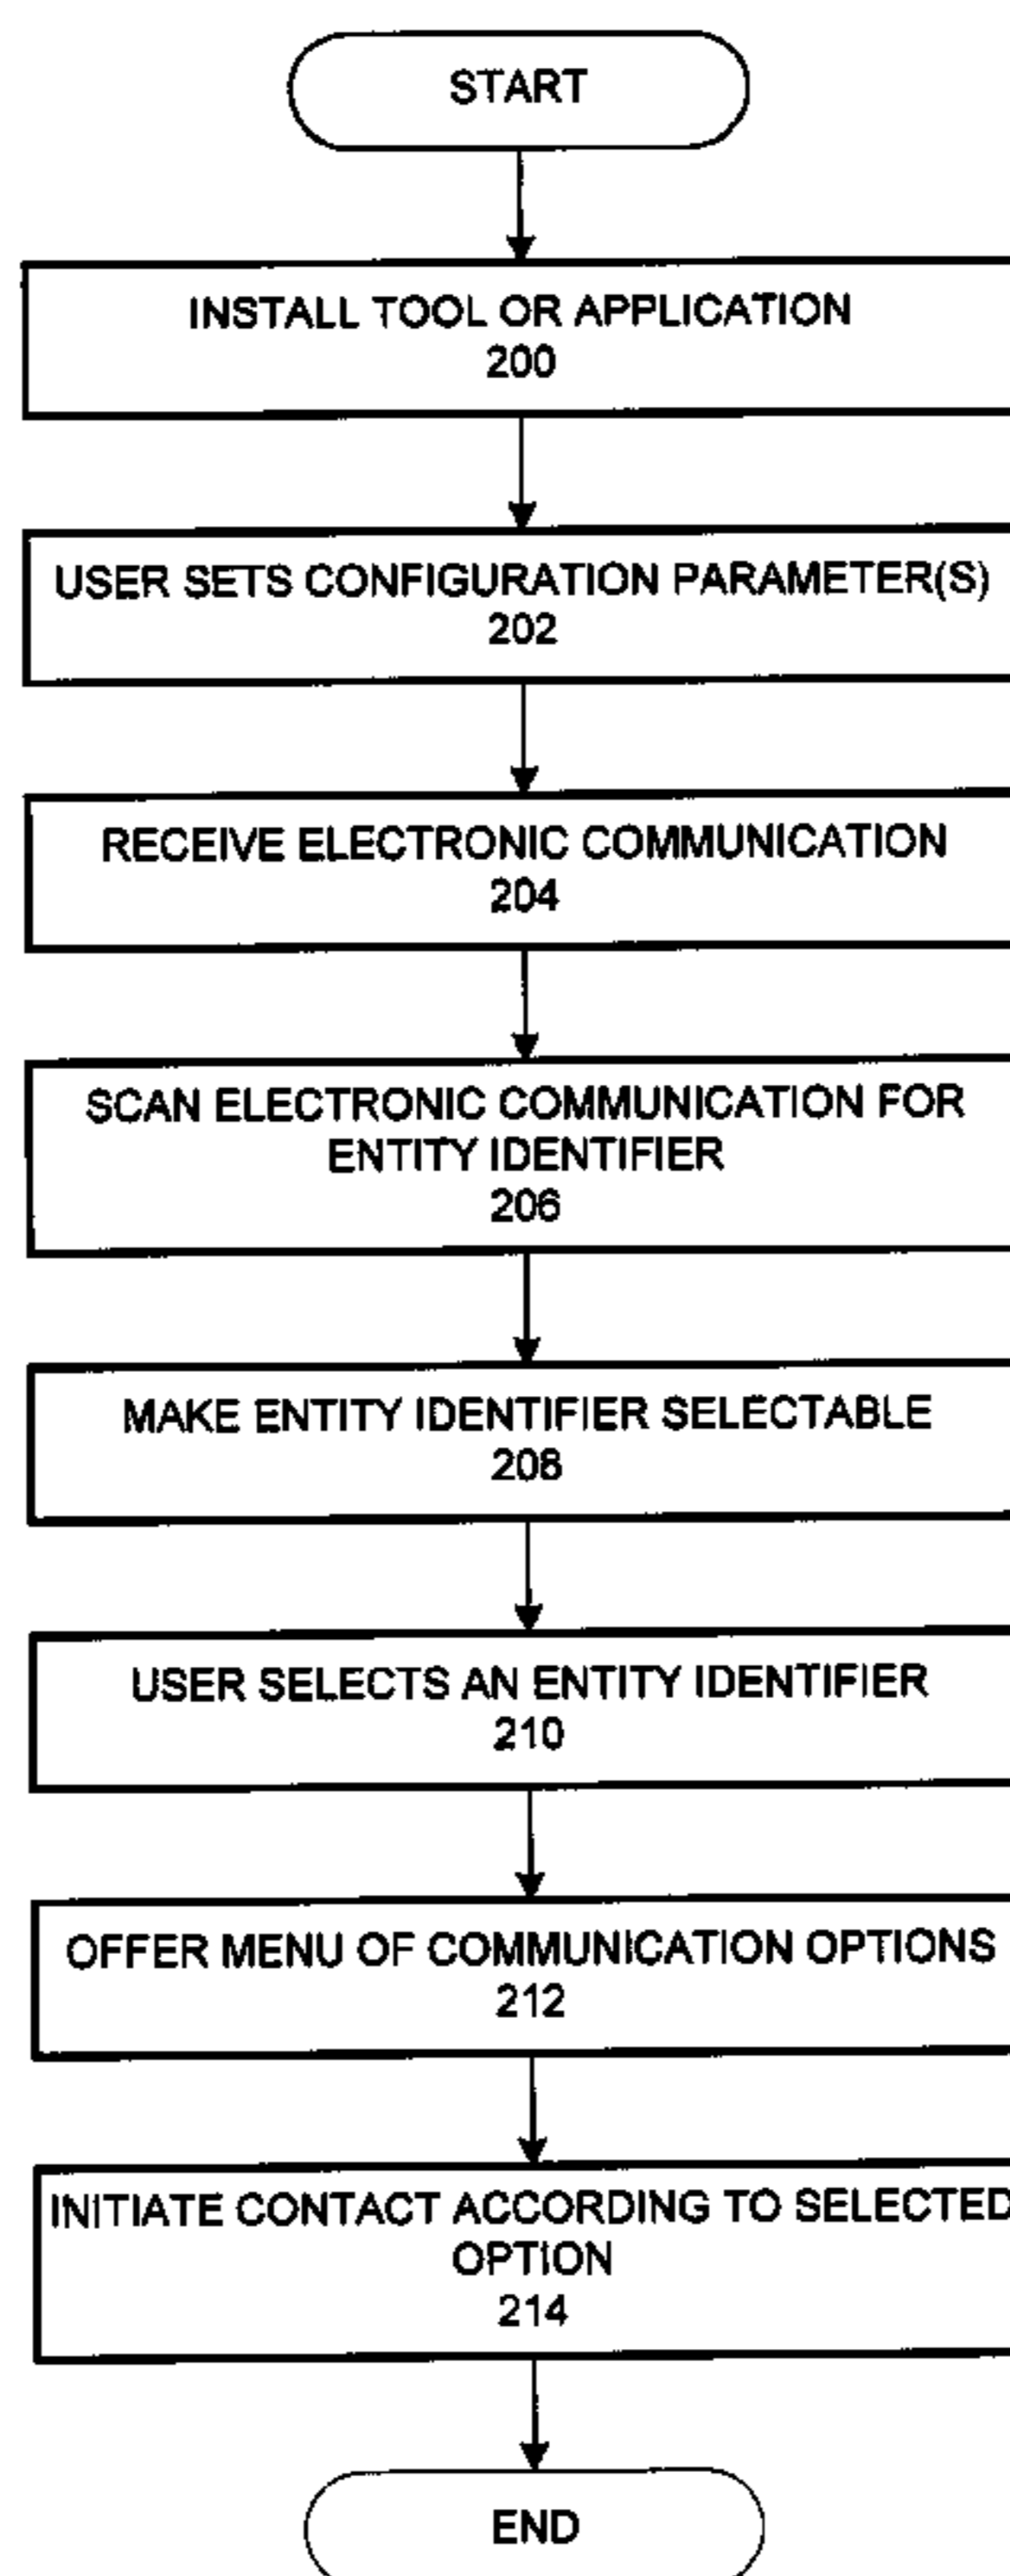 START
INSTALL TOOL OR APPLICATION
200
USER SETS CONFIGURATION PARAMETER(S)
202
RECEIVE ELECTRONIC COMMUNICATION
204
SCAN ELECTRONIC COMMUNICATION FOR
ENTITY IDENTIFIER
206
MAKE ENTITY IDENTIFIER SELECTABLE
208
USER SELECTS AN ENTITY IDENTIFIER
210
OFFER MENU OF COMMUNICATION OPTIONS
212
INITIATE CONTACT ACCORDING TO SELECTED
OPTION
214
END